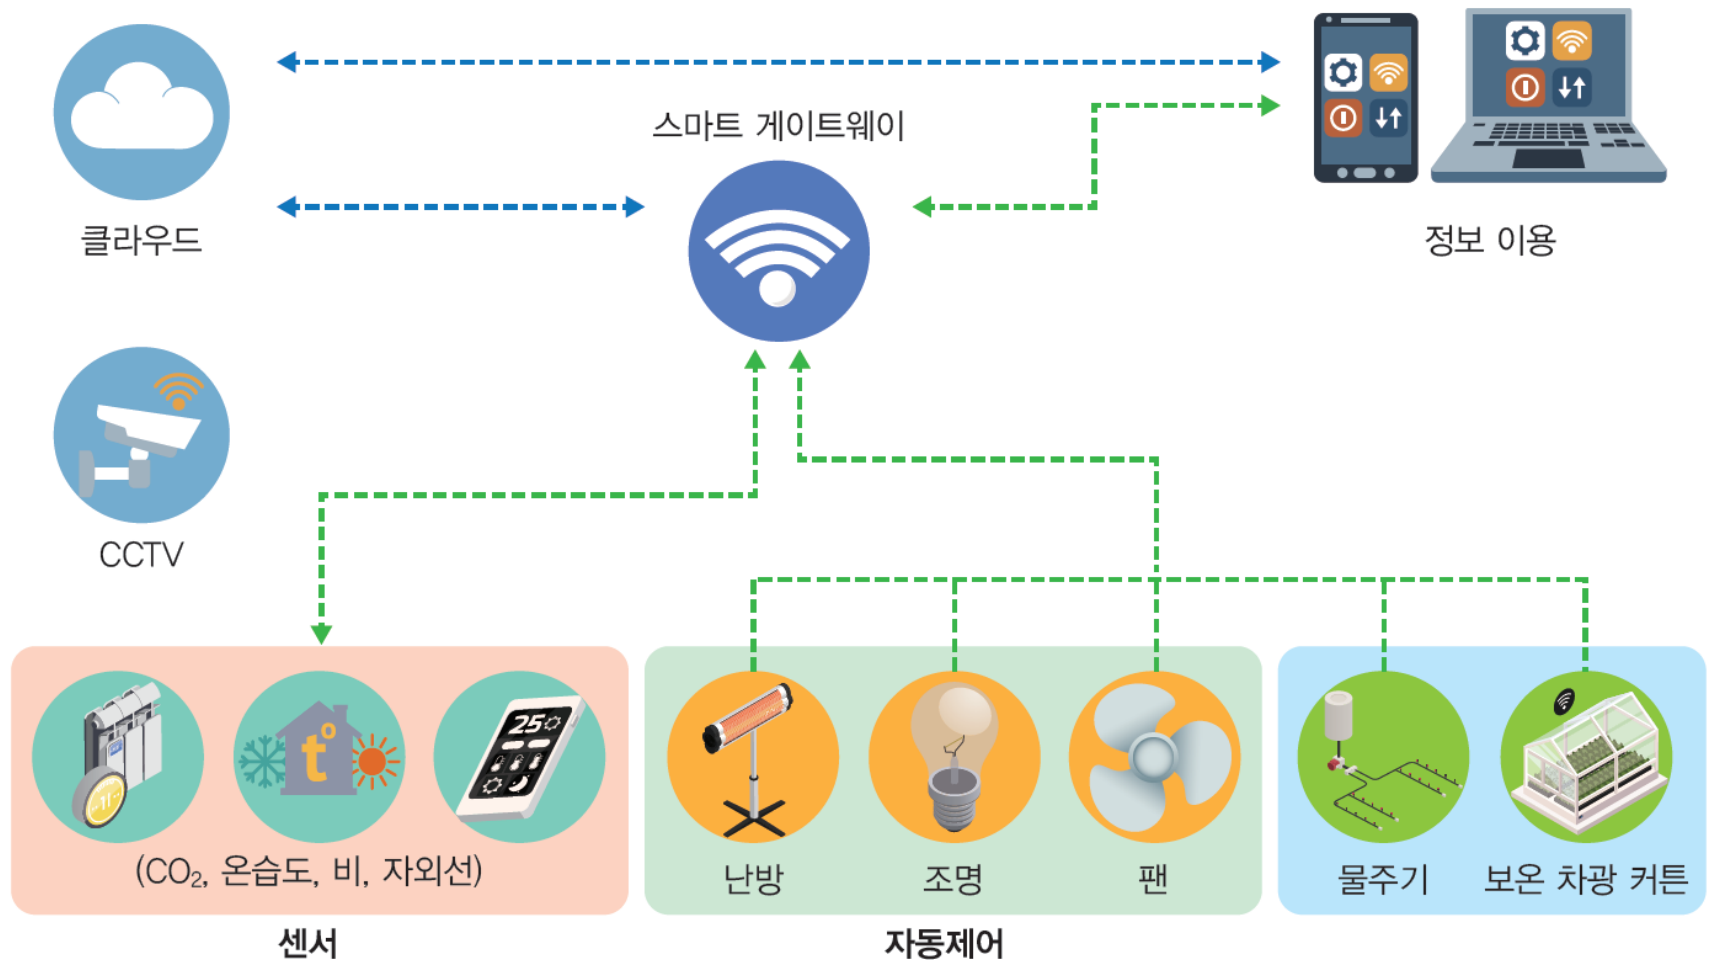 스마트 게이트웨이
클라우드
정보 이용
CCTV
25
t°
(CO₂, 온습도, 비, 자외선)
난방
조명
팬
물주기
보온 차광 커튼
센서
자동제어